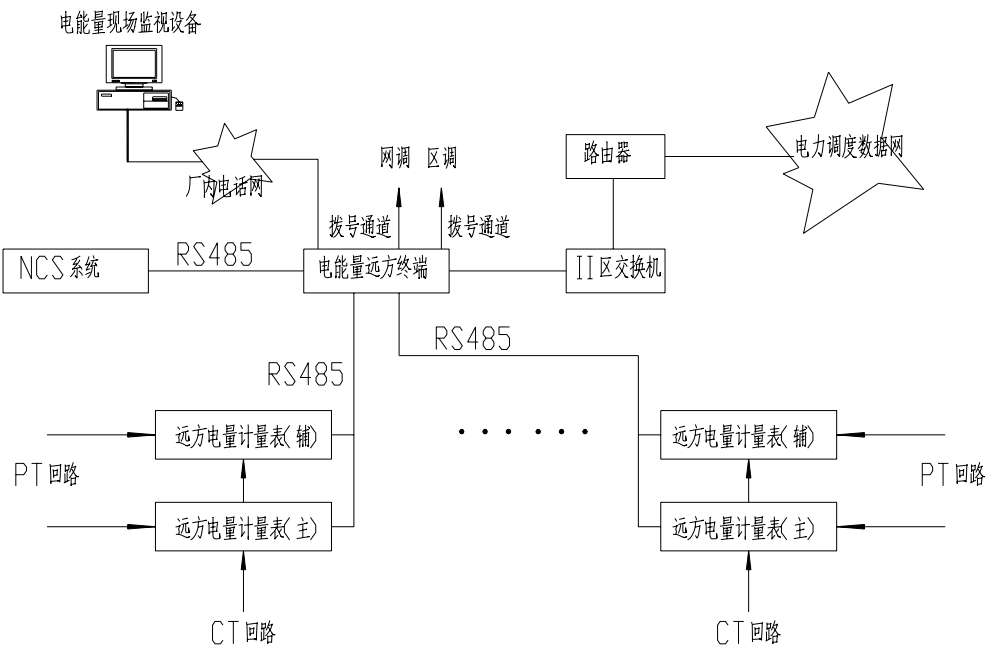 电能量现场监视设备
厂内电话网
网调
区调
拨号通道
拨号通道
路由器
电力调度数据网
NCS系统
RS485
电能量远方终端
II区交换机
RS485
RS485
远方电量计量表(辅)
远方电量计量表(辅)
PT回路
PT回路
远方电量计量表(主)
远方电量计量表(主)
CT回路
CT回路